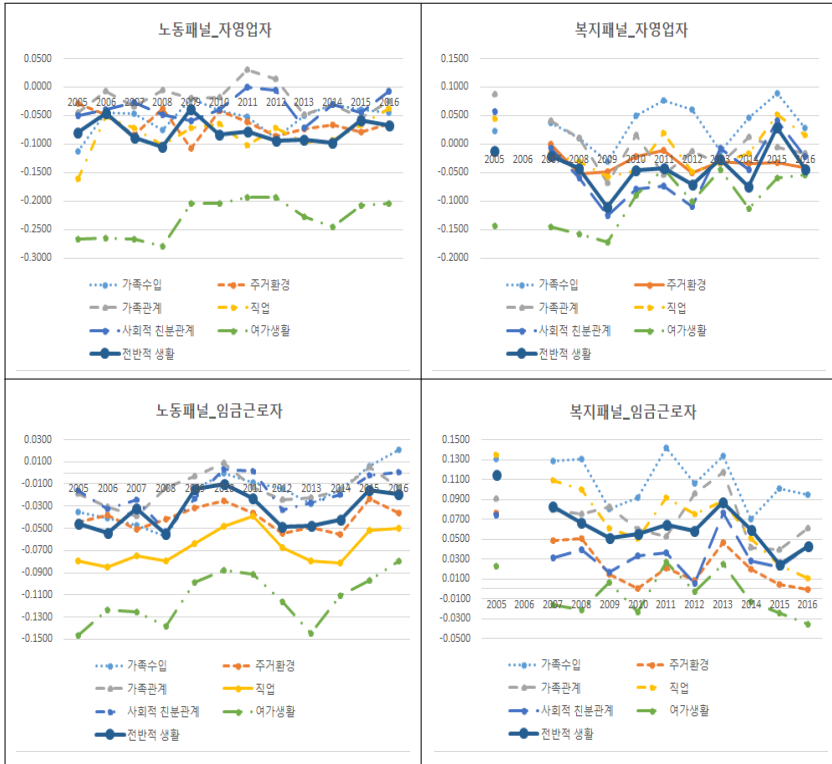 노동패널_자영업자
0.0500
0.0000
-0.0500
-0.1000
-0.1500
-0.2000
-0.2500
-0.3000
2005 2006 2007 2008 2009 2010 2011 2012 2013 2014 2015 2016
가족수입 주거환경
가족관계 직업
사회적 친분관계 여가생활
전반적 생활
복지패널_자영업자
0.1500
0.1000
0.0500
0.0000
-0.0500
-0.1000
-0.1500
-0.2000
2005 2006 2007 2008 2009 2010 2011 2012 2013 2014 2015 2016
가족수입 주거환경
가족관계 직업
사회적 친분관계 여가생활
전반적 생활
노동패널_임금근로자
0.0300
0.0100
-0.0100
-0.0300
-0.0500
-0.0700
-0.0900
-0.1100
-0.1300
-0.1500
2005 2006 2007 2008 2009 2010 2011 2012 2013 2014 2015 2016
가족수입 주거환경
가족관계 직업
사회적 친분관계 여가생활
전반적 생활
복지패널_임금근로자
0.1500
0.1300
0.1100
0.0900
0.0700
0.0500
0.0300
0.0100
-0.0100
-0.0300
-0.0500
2005 2006 2007 2008 2009 2010 2011 2012 2013 2014 2015 2016
가족수입 주거환경
가족관계 직업
사회적 친분관계 여가생활
전반적 생활